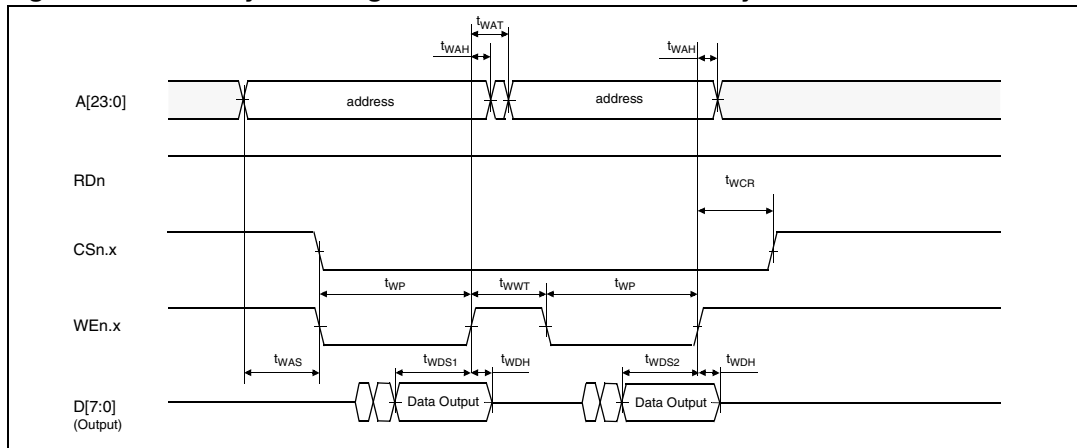 tWAT
tWAH
tWAH
A[23:0]
address
address
RDn
tWCR
CSn.x
tWP
tWWT
tWP
WEn.x
tWAS
tWDS1
tWDH
tWDS2
tWDH
D[7:0]
(Output)
Data Output
Data Output